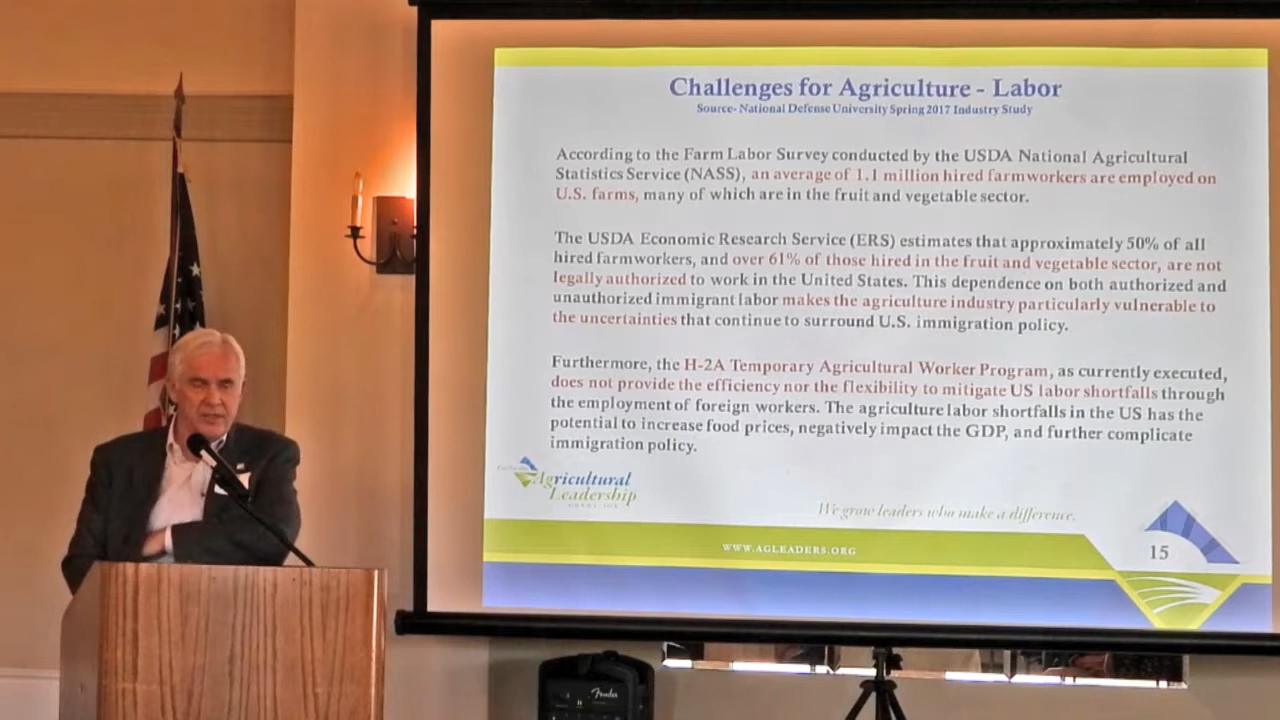 Challenges for Agriculture - Labor
Source- National Defense University Spring 2017 Industry Study
According to the Farm Labor Survey conducted by the USDA National Agricultural
Statistics Service (NASS), an average of 1.1 million hired farmworkers are employed on
U.S. farms, many of which are in the fruit and vegetable sector.
The USDA Economic Research Service (ERS) estimates that approximately 50% of all
hired farmworkers, and over 61% of those hired in the fruit and vegetable sector, are not
legally authorized to work in the United States. This dependence on both authorized and
unauthorized immigrant labor makes the agriculture industry particularly vulnerable to
the uncertainties that continue to surround U.S. immigration policy.
Furthermore, the H-2A Temporary Agricultural Worker Program, as currently executed,
does not provide the efficiency nor the flexibility to mitigate US labor shortfalls through
the employment of foreign workers. The agriculture labor shortfalls in the US has the
potential to increase food prices, negatively impact the GDP, and further complicate
immigration policy.
Agricultural
Leadership
We grow leaders who make a difference.
15
WWW.AGLEADERS.ORG
Fender